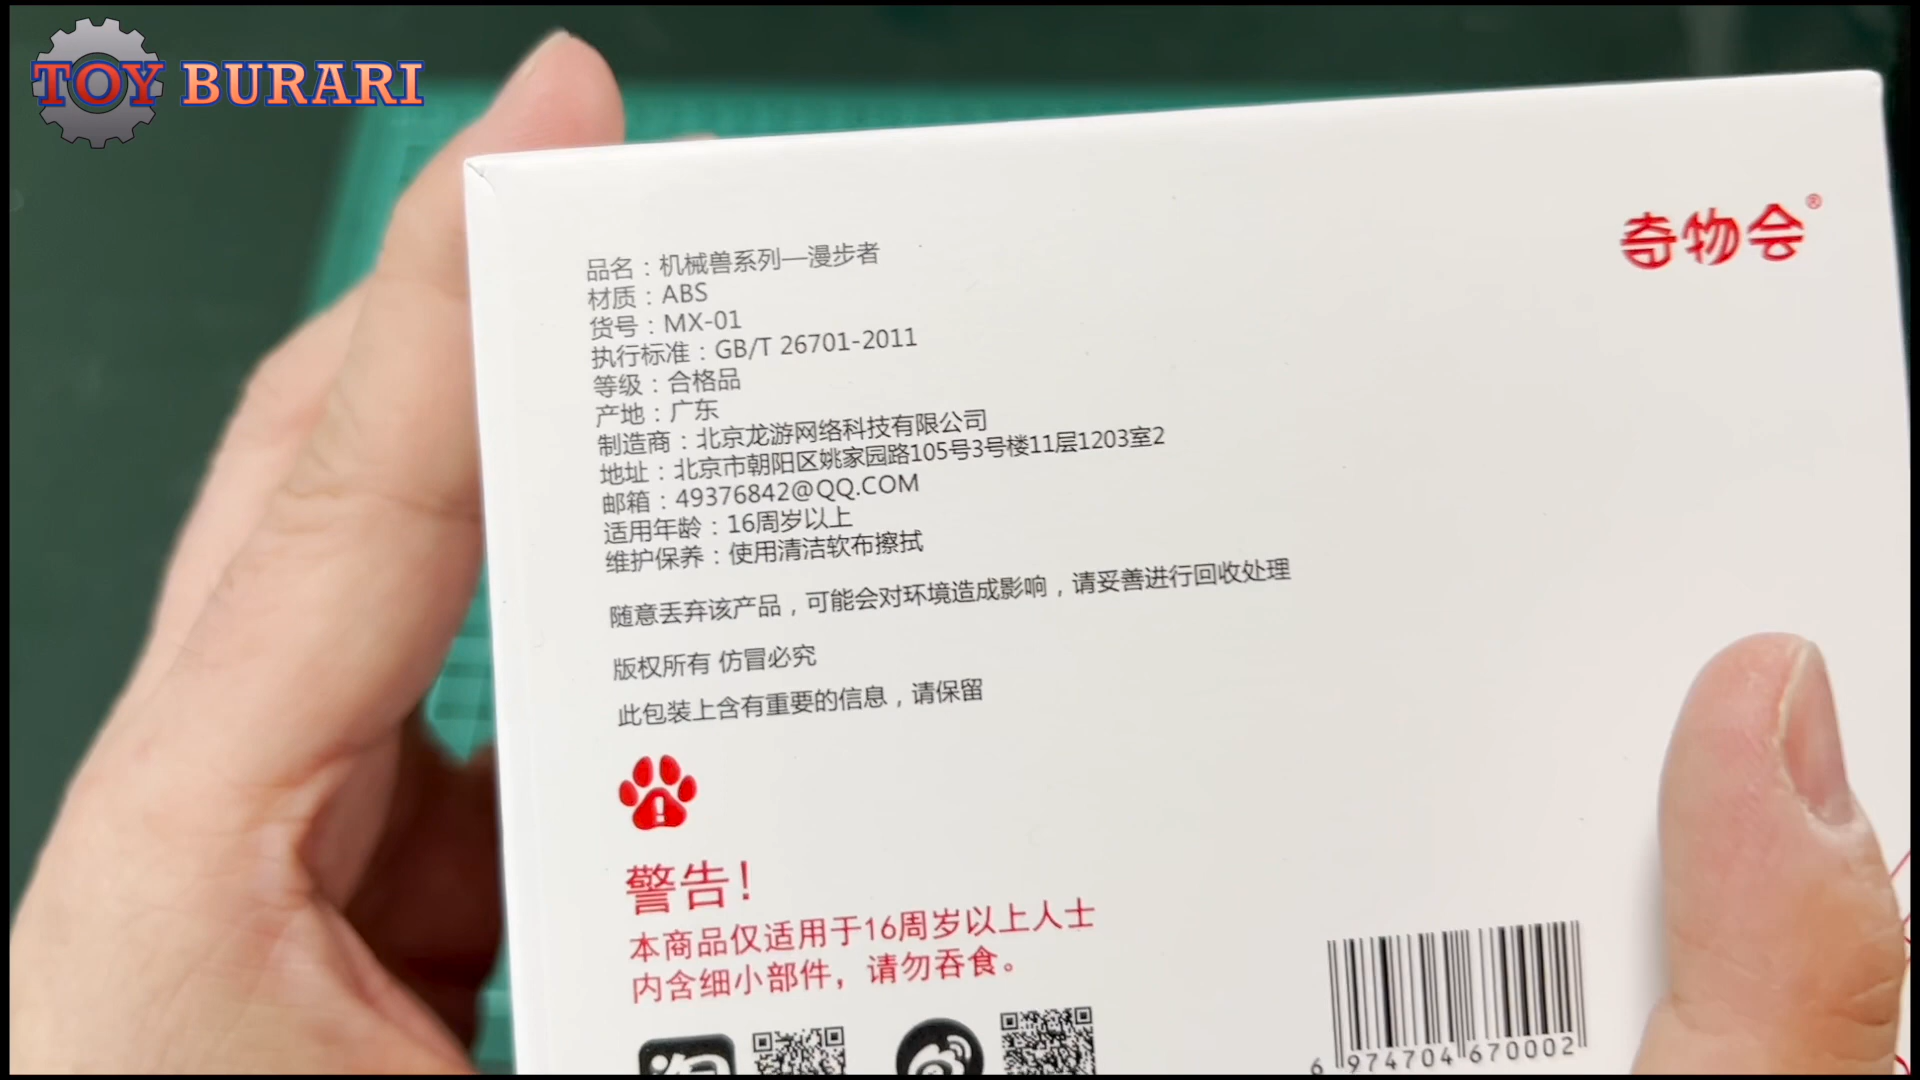 TOY BURARI
奇物会®
品名：机械兽系列—漫步者
材质：ABS
货号：MX-01
执行标准：GB/T 26701-2011
等级：合格品
产地：广东
制造商：北京龙游网络科技有限公司
地址：北京市朝阳区姚家园路105号3号楼11层1203室2
邮箱：49376842@QQ.COM
适用年龄：16周岁以上
维护保养：使用清洁软布擦拭
随意丢弃该产品，可能会对环境造成影响，请妥善进行回收处理
版权所有 仿冒必究
此包装上含有重要的信息，请保留
警告！
本商品仅适用于16周岁以上人士
内含细小部件，请勿吞食。
淘
6 974704 670002